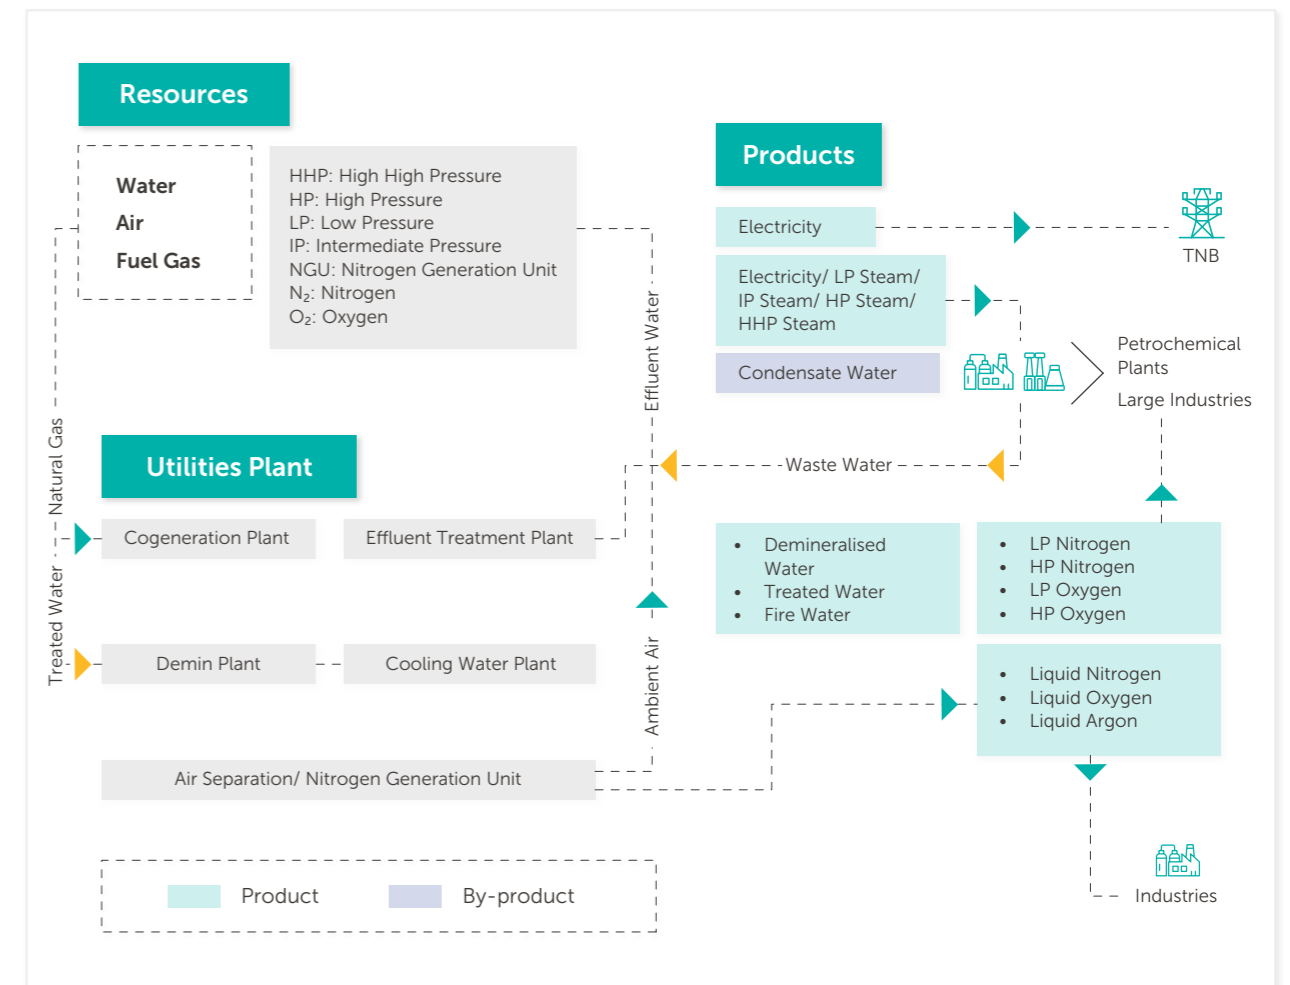 Resources
Water
Air
Fuel Gas
HHP: High High Pressure
HP: High Pressure
LP: Low Pressure
IP: Intermediate Pressure
NGU: Nitrogen Generation Unit
N₂: Nitrogen
O₂: Oxygen
Products
Electricity
TNB
Electricity/ LP Steam/
IP Steam/ HP Steam/
HHP Steam
Condensate Water
Petrochemical
Plants
Large Industries
Effluent Water
Natural Gas
Treated Water
Utilities Plant
Waste Water
Cogeneration Plant
Effluent Treatment Plant
Demin Plant
Cooling Water Plant
Ambient Air
Air Separation/ Nitrogen Generation Unit
• Demineralised
Water
• Treated Water
• Fire Water
• LP Nitrogen
• HP Nitrogen
• LP Oxygen
• HP Oxygen
• Liquid Nitrogen
• Liquid Oxygen
• Liquid Argon
Industries
Product
By-product